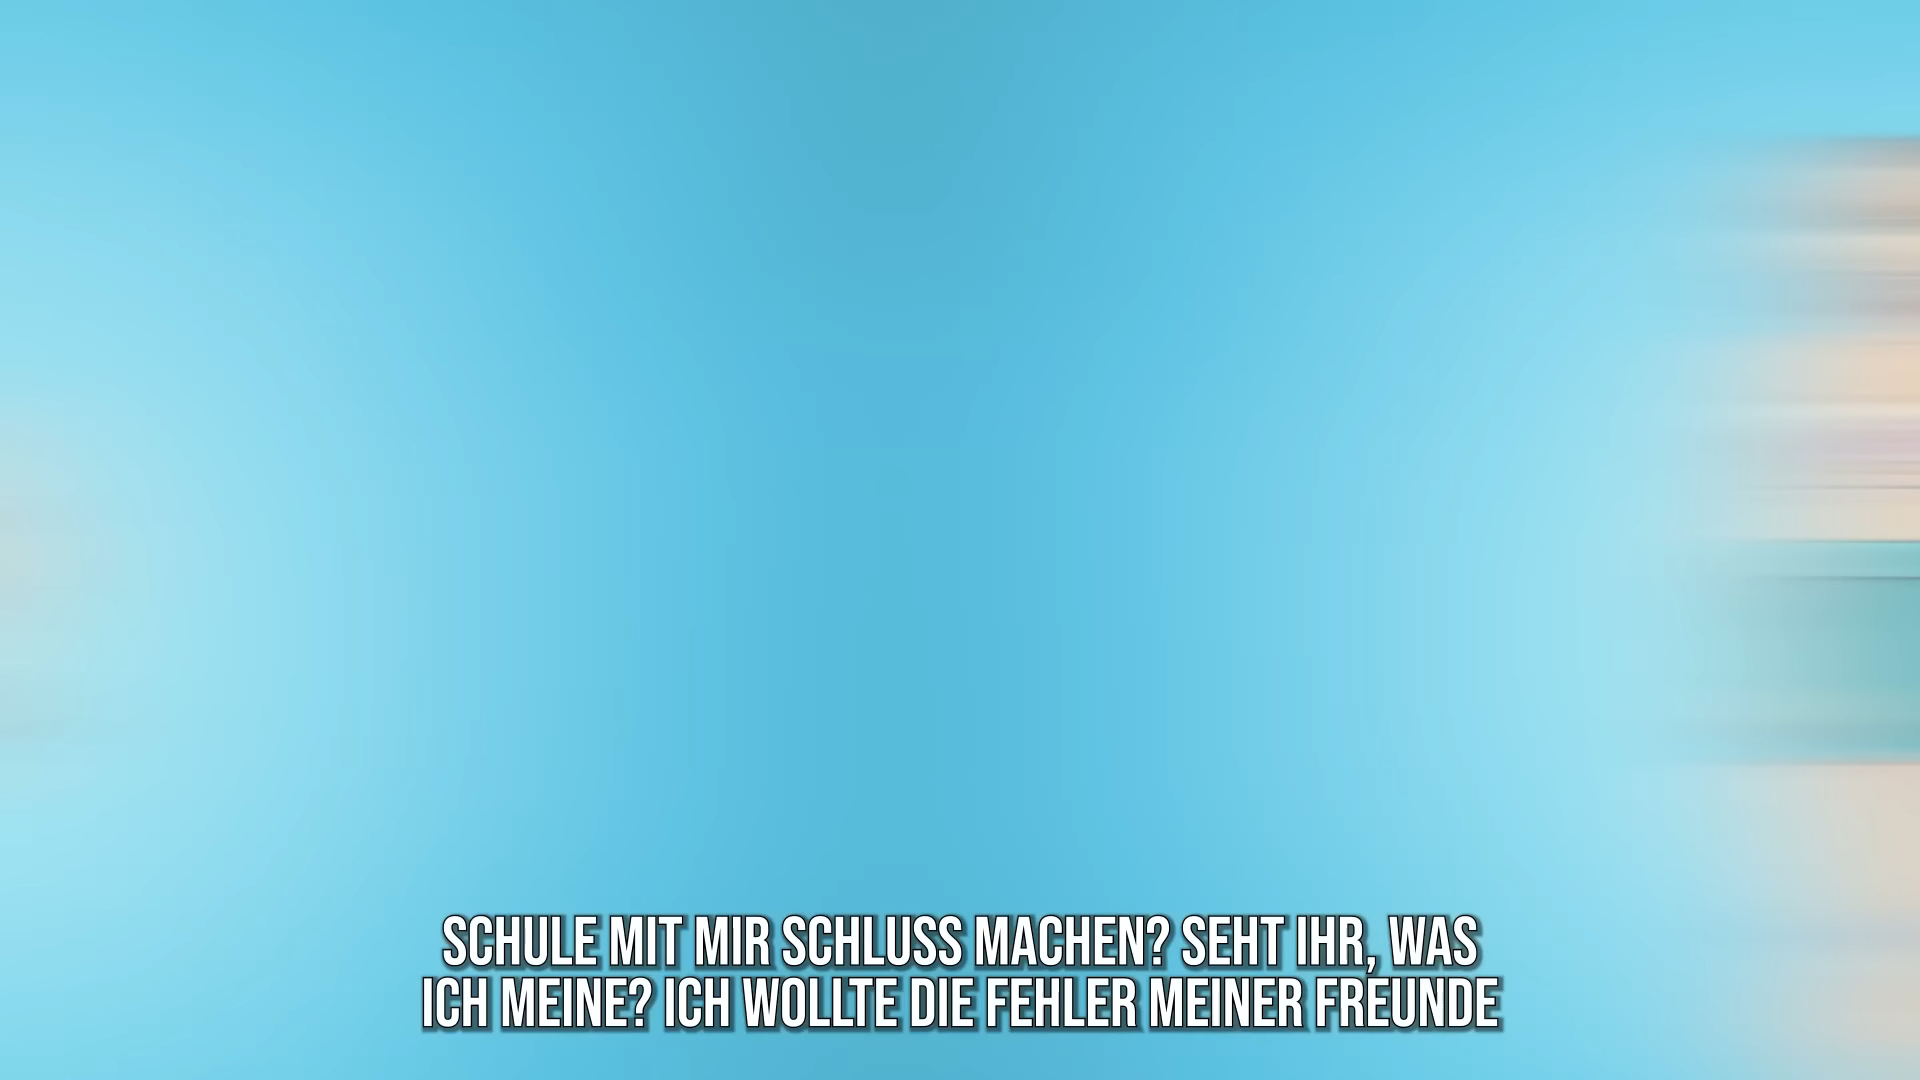 SCHULE MIT MIR SCHLUSS MACHEN? SEHT IHR, WAS
ICH MEINE? ICH WOLLTE DIE FEHLER MEINER FREUNDE